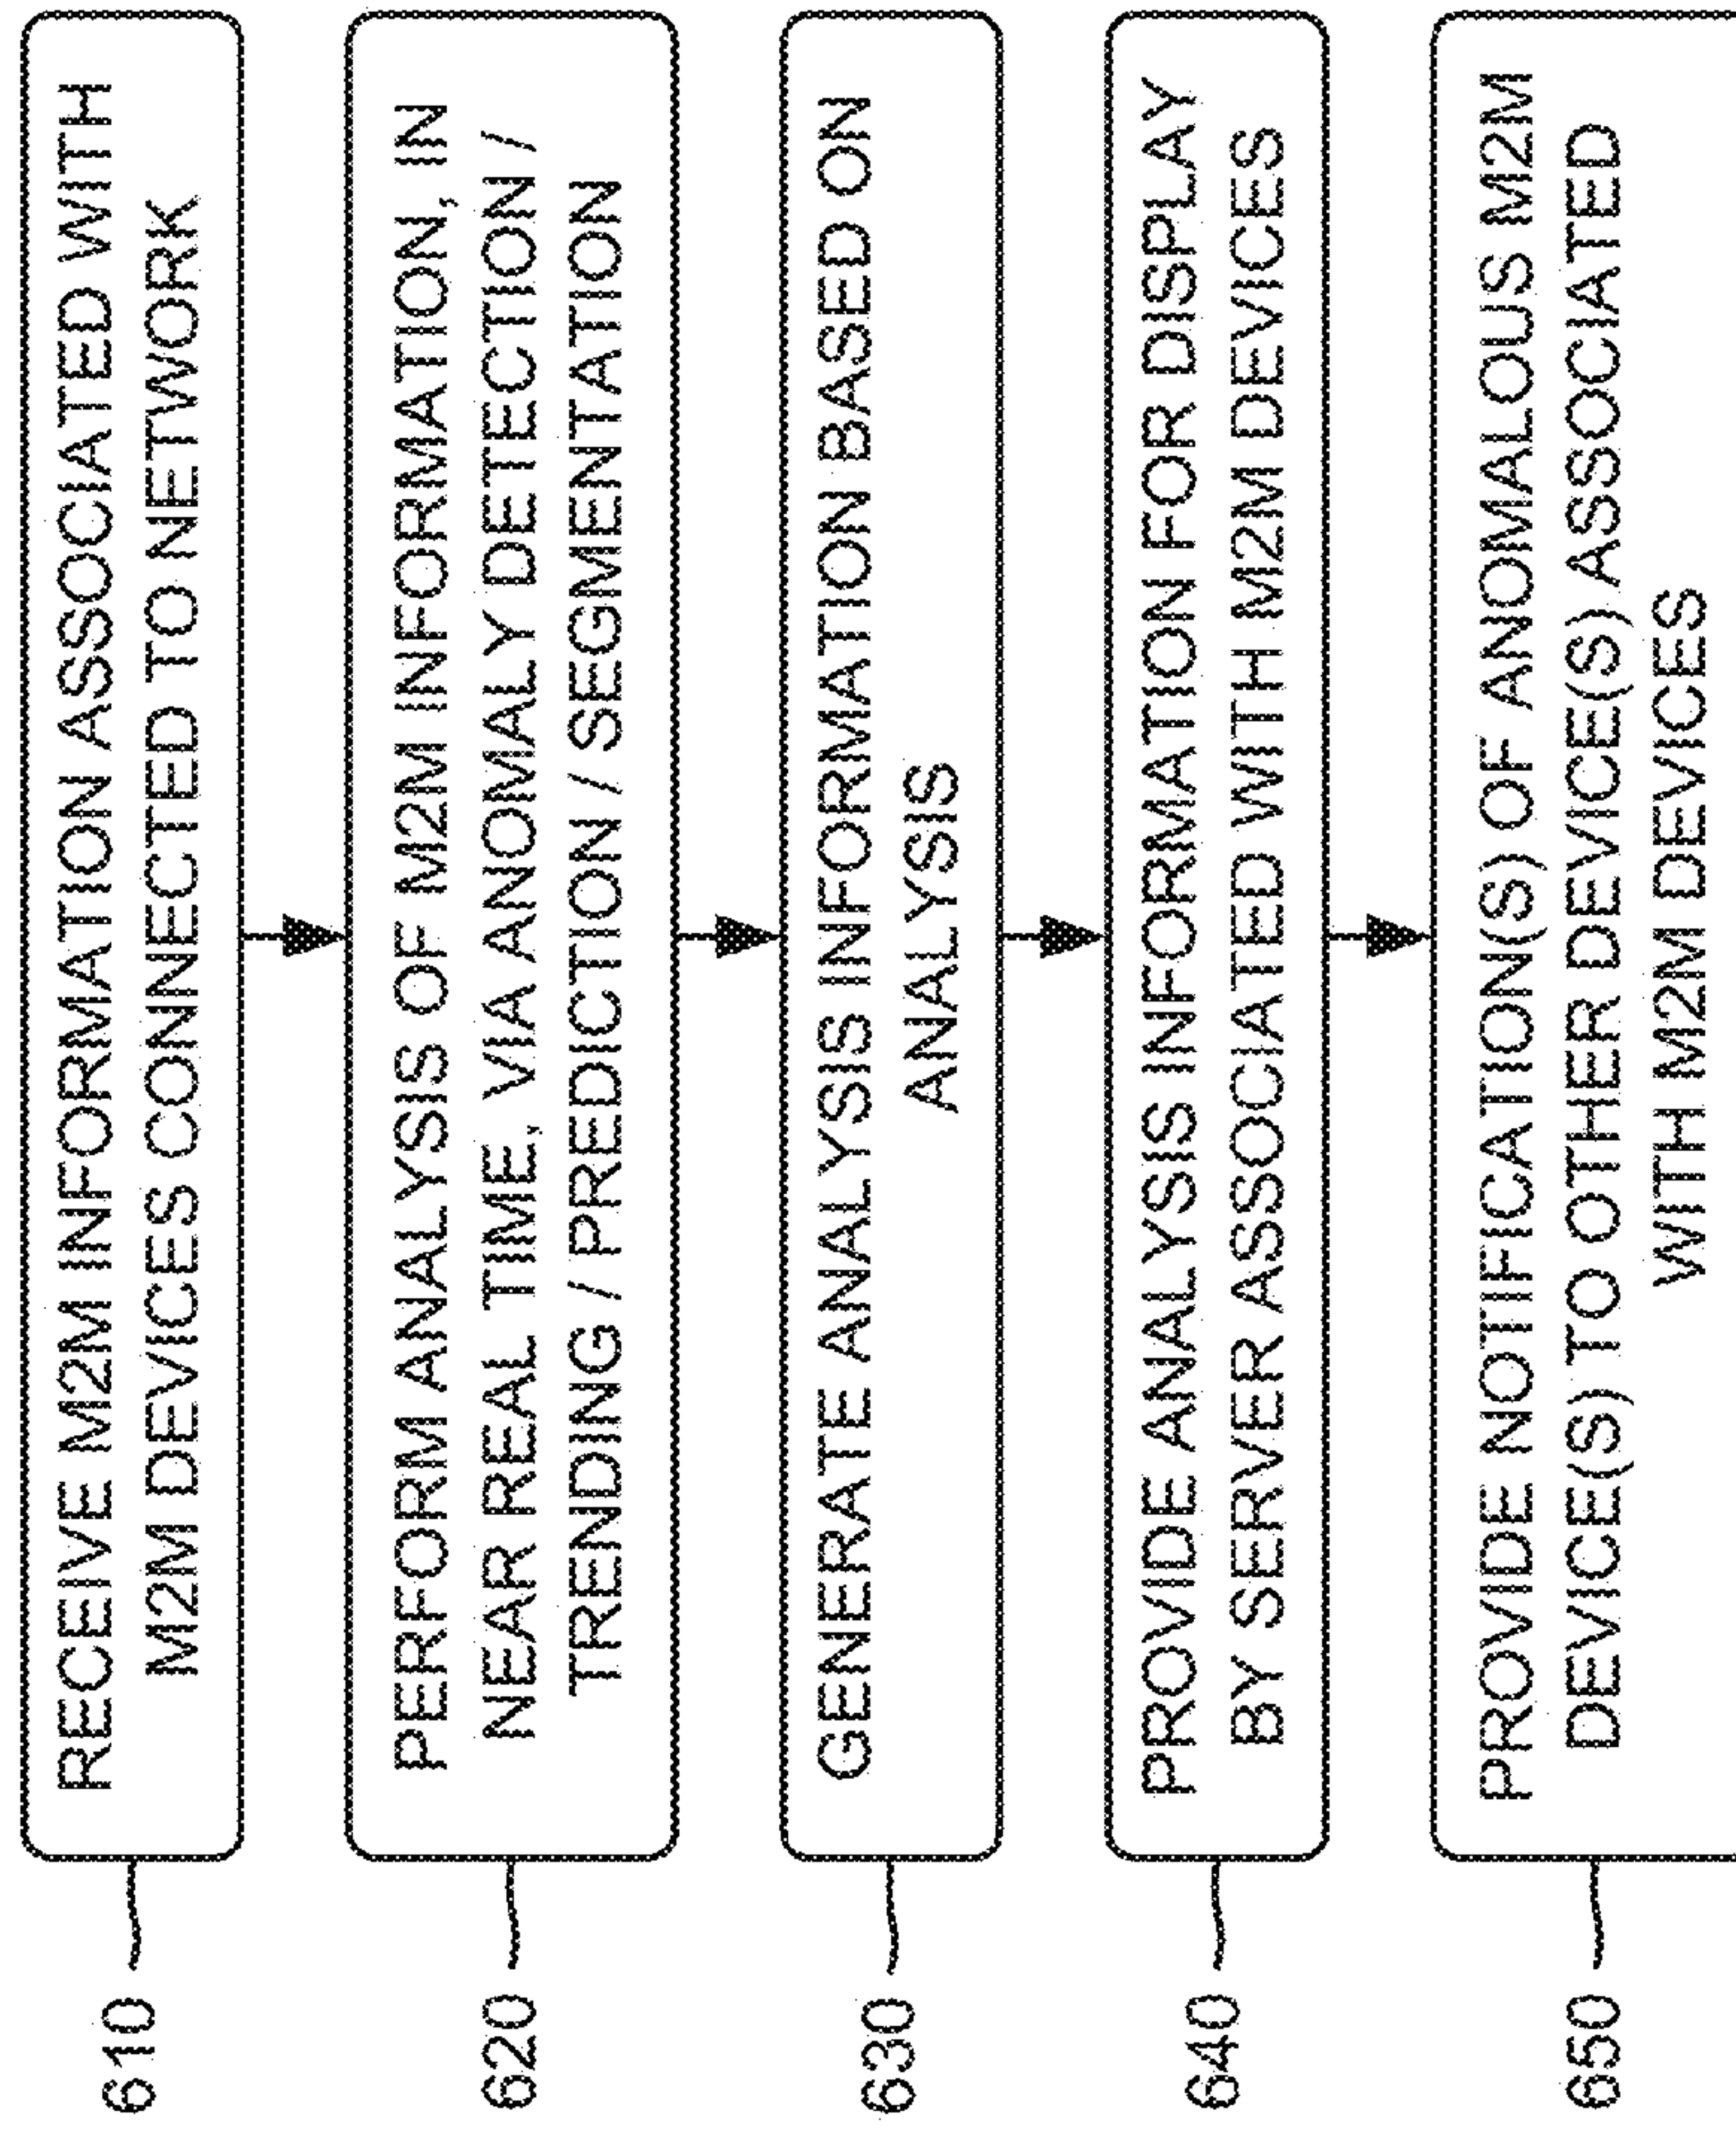 610
RECEIVE M2M INFORMATION ASSOCIATED WITH
M2M DEVICES CONNECTED TO NETWORK
620
PERFORM ANALYSIS OF M2M INFORMATION, IN
NEAR REAL TIME, VIA ANOMALY DETECTION /
TRENDING / PREDICTION / SEGMENTATION
630
GENERATE ANALYSIS INFORMATION BASED ON
ANALYSIS
640
PROVIDE ANALYSIS INFORMATION FOR DISPLAY
BY SERVER ASSOCIATED WITH M2M DEVICES
650
PROVIDE NOTIFICATION(S) OF ANOMALOUS M2M
DEVICE(S) TO OTHER DEVICE(S) ASSOCIATED
WITH M2M DEVICES